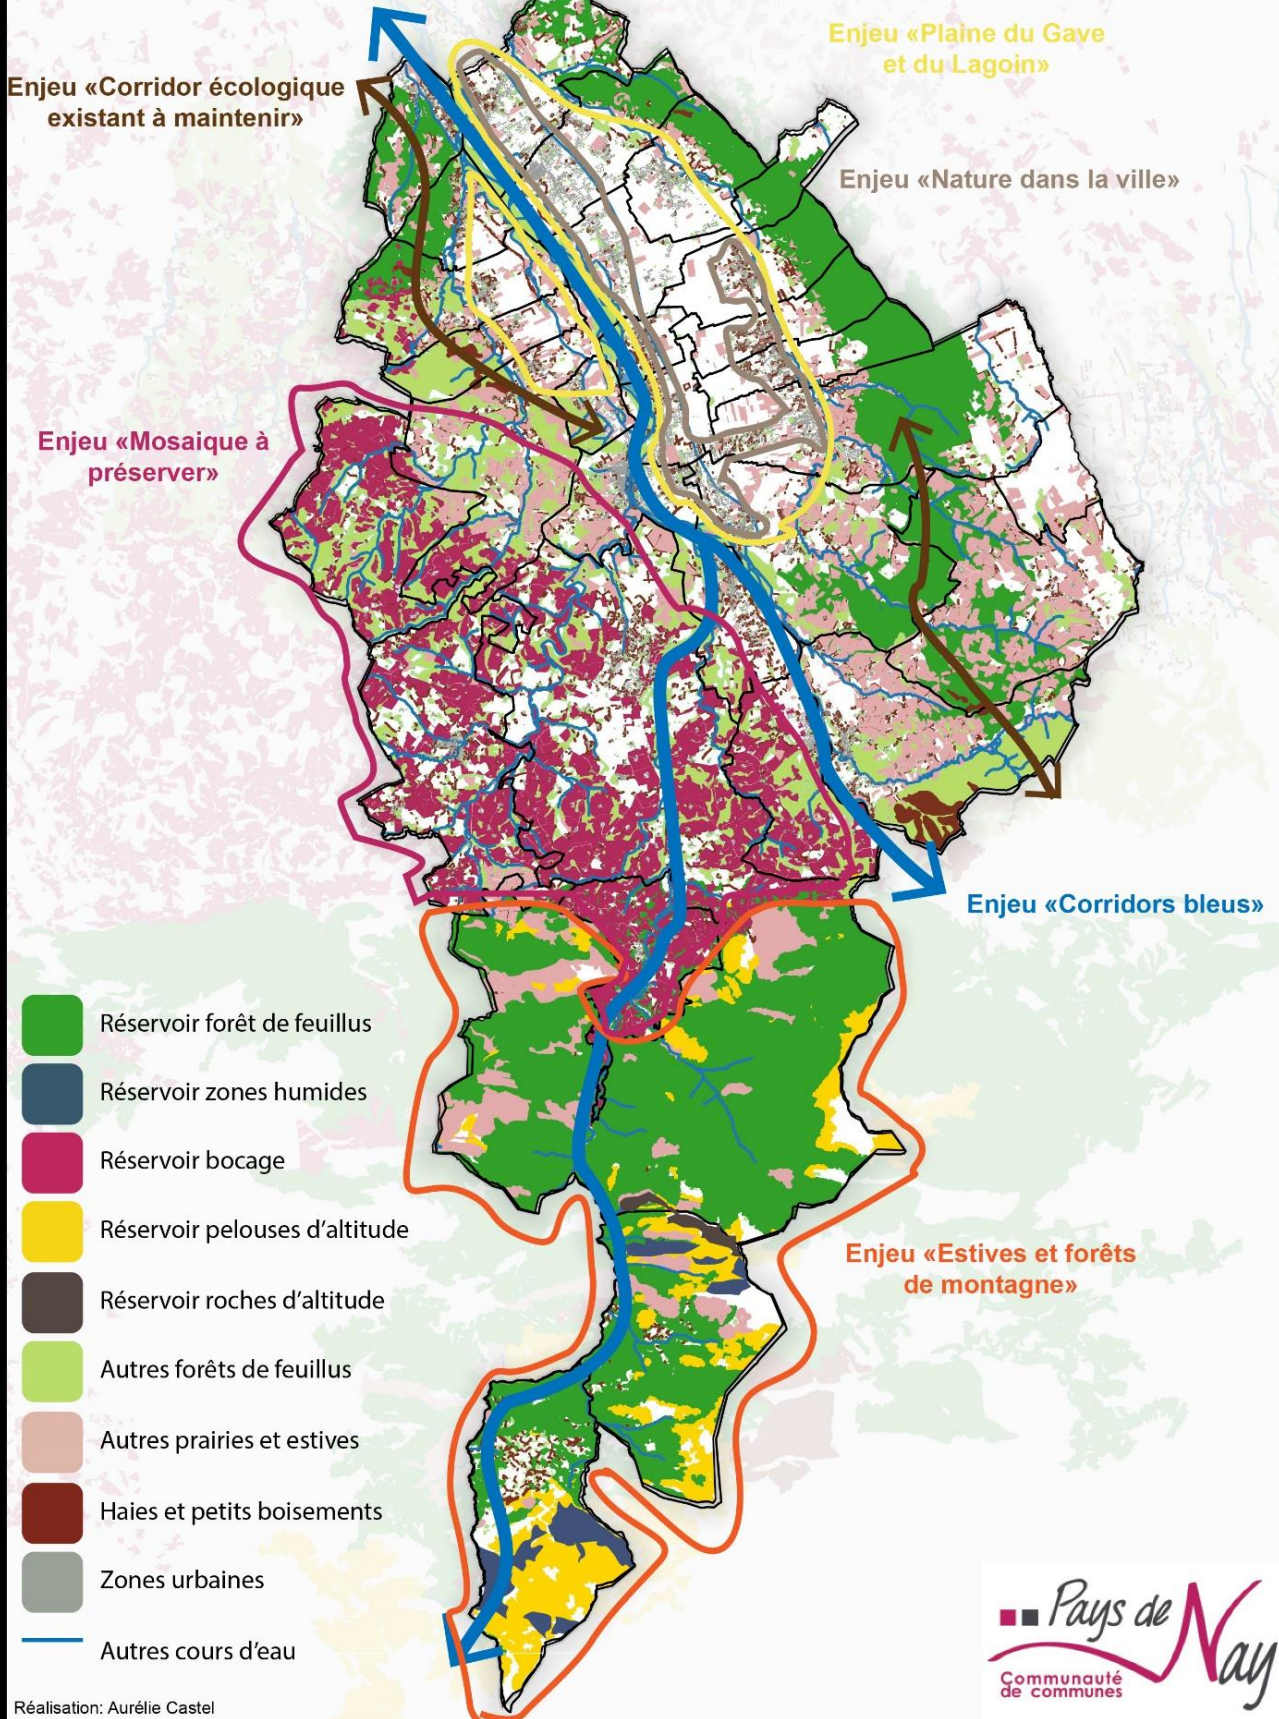 Enjeu «Plaine du Gave
et du Lagoin»
Enjeu «Corridor écologique
existant à maintenir»
Enjeu «Nature dans la ville»
Enjeu «Mosaique à
préserver»
Enjeu «Corridors bleus»
Réservoir forêt de feuillus
Réservoir zones humides
Réservoir bocage
Réservoir pelouses d'altitude
Réservoir roches d'altitude
Autres forêts de feuillus
Autres prairies et estives
Haies et petits boisements
Zones urbaines
Autres cours d'eau
Enjeu «Estives et forêts
de montagne»
Pays de Nay
Communauté
de communes
Réalisation: Aurélie Castel